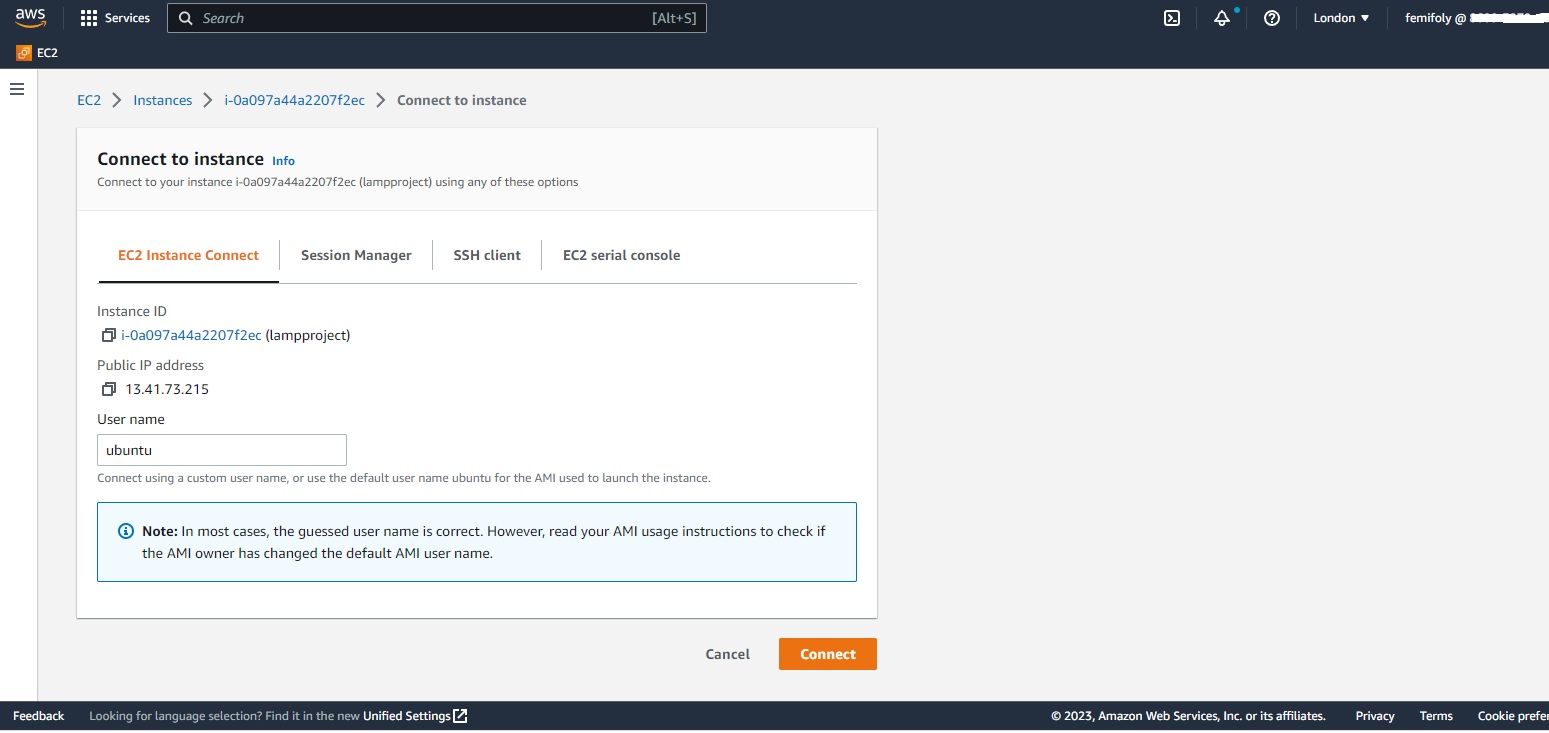 aws
Services
Search
[Alt+S]
London
femifoly @
EC2
EC2 > Instances > i-0a097a44a2207f2ec > Connect to instance
Connect to instance Info
Connect to your instance i-0a097a44a2207f2ec (lampproject) using any of these options
EC2 Instance Connect
Session Manager
SSH client
EC2 serial console
Instance ID
i-0a097a44a2207f2ec (lampproject)
Public IP address
13.41.73.215
User name
ubuntu
Connect using a custom user name, or use the default user name ubuntu for the AMI used to launch the instance.
Note: In most cases, the guessed user name is correct. However, read your AMI usage instructions to check if
the AMI owner has changed the default AMI user name.
Cancel
Connect
Feedback
Looking for language selection? Find it in the new Unified Settings
© 2023, Amazon Web Services, Inc. or its affiliates.
Privacy
Terms
Cookie prefer